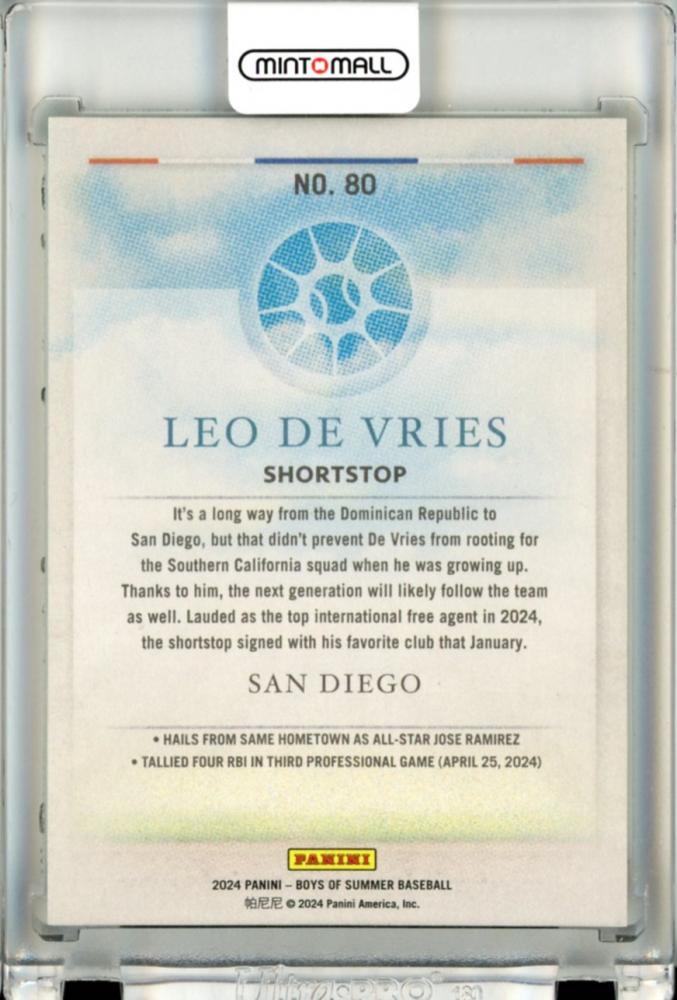 MINTOMALL
NO. 80
LEO DE VRIES
SHORTSTOP
It's a long way from the Dominican Republic to
San Diego, but that didn't prevent De Vries from rooting for
the Southern California squad when he was growing up.
Thanks to him, the next generation will likely follow the team
as well. Lauded as the top international free agent in 2024,
the shortstop signed with his favorite club that January.
SAN DIEGO
• HAILS FROM SAME HOMETOWN AS ALL-STAR JOSE RAMIREZ
• TALLIED FOUR RBI IN THIRD PROFESSIONAL GAME (APRIL 25, 2024)
PANINI
2024 PANINI – BOYS OF SUMMER BASEBALL
帕尼尼 © 2024 Panini America, Inc.
Ultra PRO